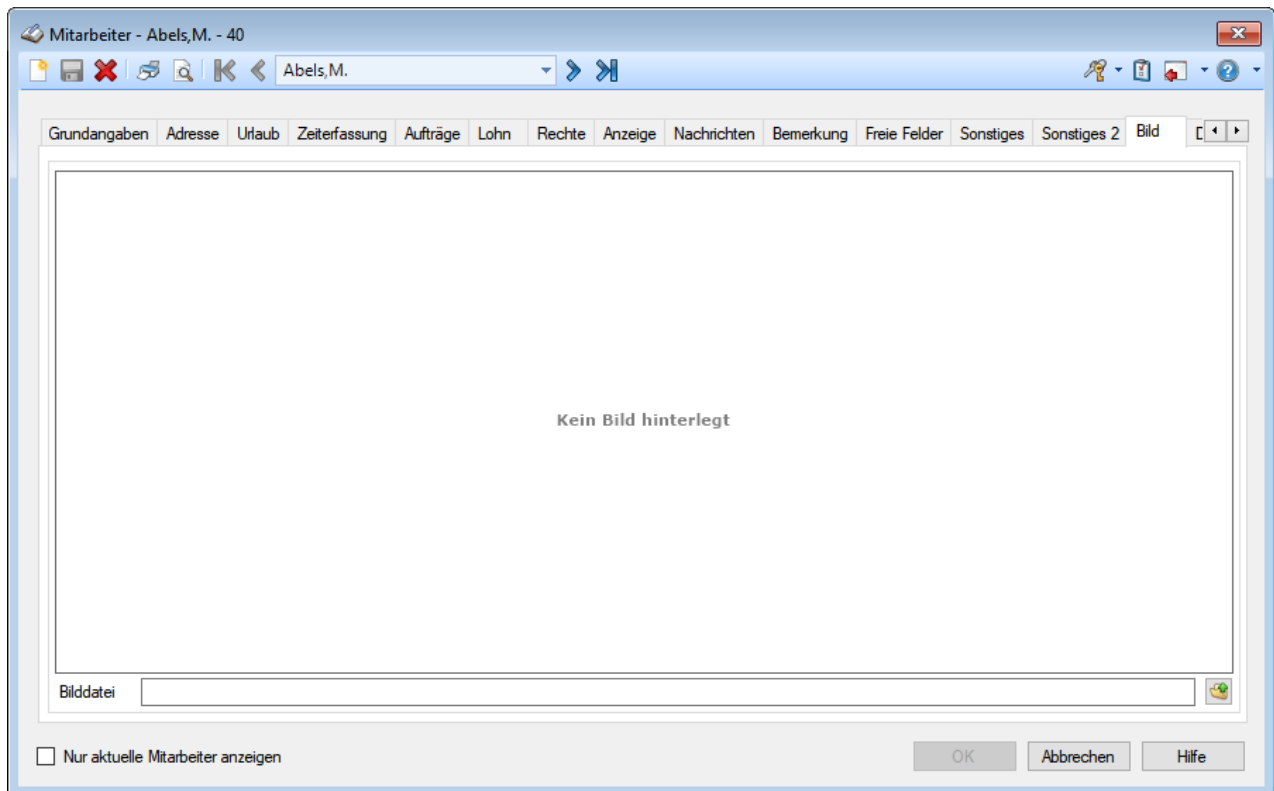 Mitarbeiter - Abels,M. - 40
Abels,M.
Grundangaben Adresse Urlaub Zeiterfassung Aufträge Lohn Rechte Anzeige Nachrichten Bemerkung Freie Felder Sonstiges Sonstiges 2 Bild
Kein Bild hinterlegt
Bilddatei
Nur aktuelle Mitarbeiter anzeigen OK Abbrechen Hilfe